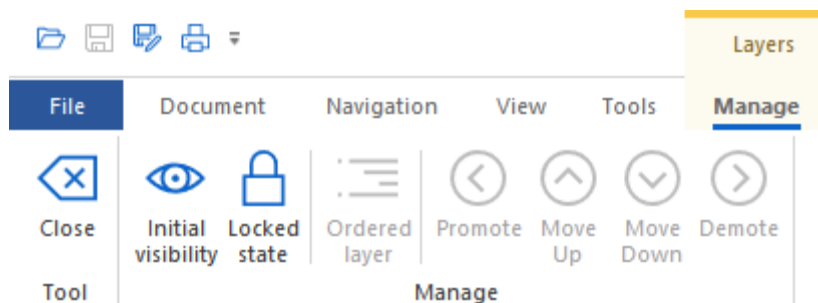 Layers
File Document Navigation View Tools Manage
Close Initial visibility Locked state Ordered layer Promote Move Up Move Down Demote
Tool Manage